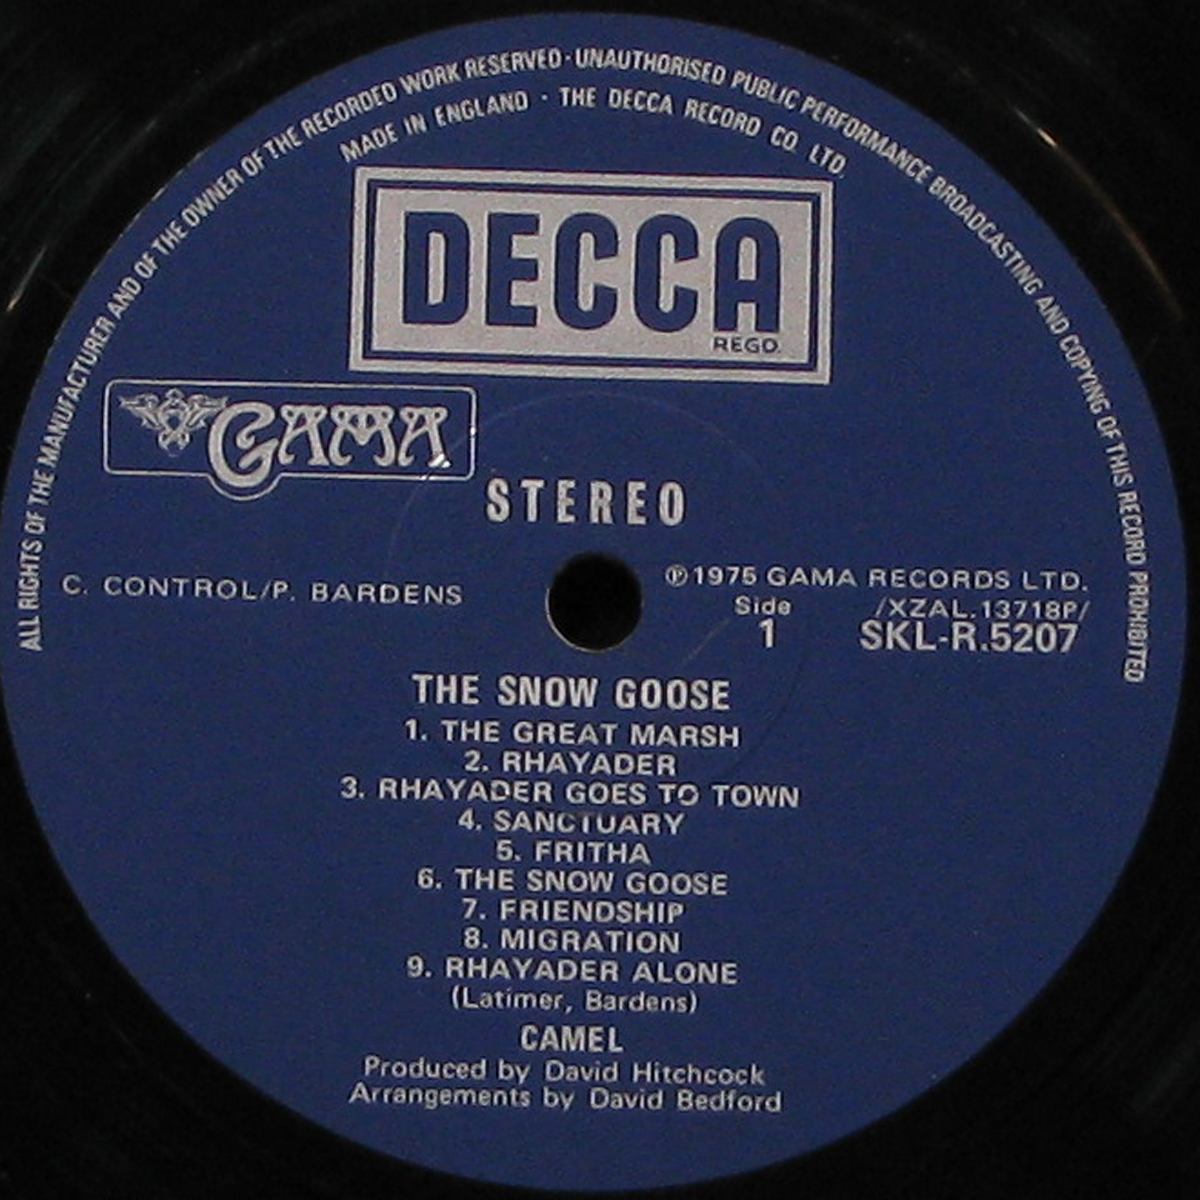 ALL RIGHTS OF THE MANUFACTURER AND OF THE OWNER OF THE RECORDED WORK RESERVED · UNAUTHORISED PUBLIC PERFORMANCE BROADCASTING AND COPYING OF THIS RECORD PROHIBITED
MADE IN ENGLAND · THE DECCA RECORD CO. LTD.
DECCA
REGD.
GAMA
STEREO
C. CONTROL/P. BARDENS
℗1975 GAMA RECORDS LTD.
Side /XZAL.13718P/
1 SKL-R.5207
THE SNOW GOOSE
1. THE GREAT MARSH
2. RHAYADER
3. RHAYADER GOES TO TOWN
4. SANCTUARY
5. FRITHA
6. THE SNOW GOOSE
7. FRIENDSHIP
8. MIGRATION
9. RHAYADER ALONE
(Latimer, Bardens)
CAMEL
Produced by David Hitchcock
Arrangements by David Bedford